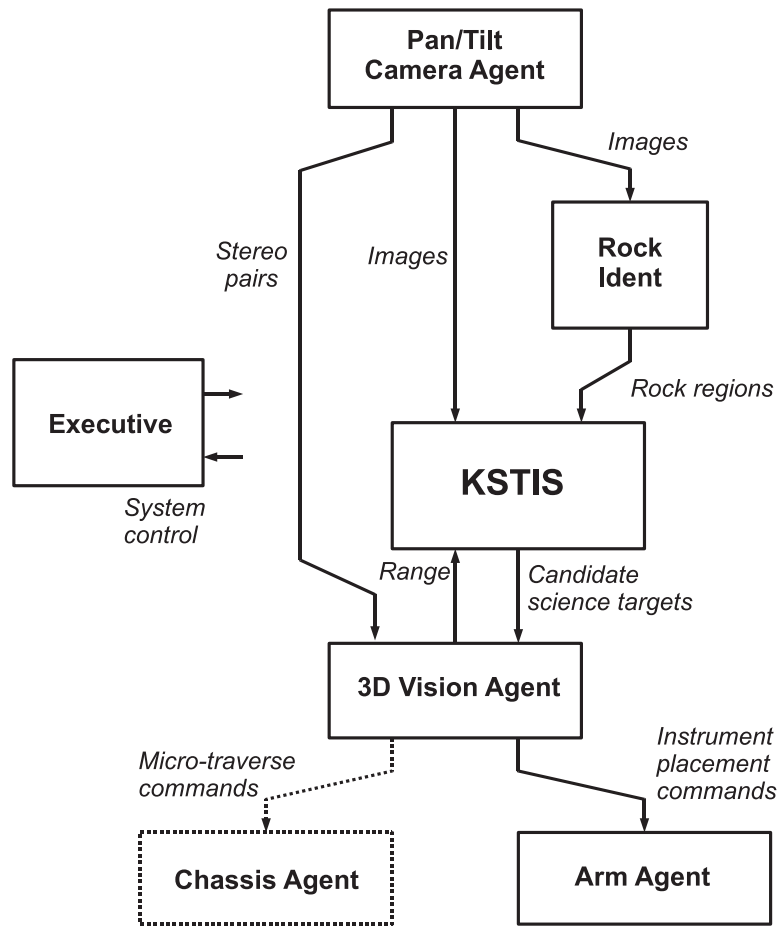 Pan/Tilt
Camera Agent
Images
Rock
Ident
Stereo
pairs
Images
Rock regions
Executive
KSTIS
System
control
Range
Candidate
science targets
3D Vision Agent
Micro-traverse
commands
Instrument
placement
commands
Chassis Agent
Arm Agent